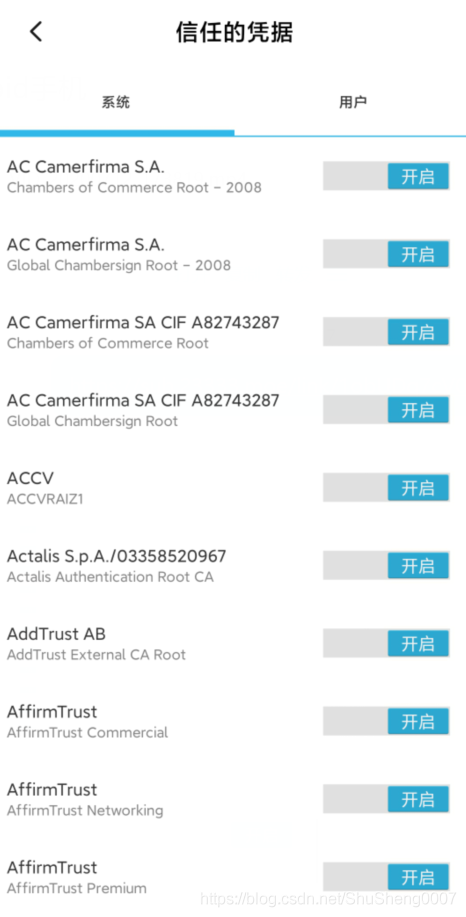 信任的凭据
系统 用户
AC Camerfirma S.A.
Chambers of Commerce Root - 2008
开启
AC Camerfirma S.A.
Global Chambersign Root - 2008
开启
AC Camerfirma SA CIF A82743287
Chambers of Commerce Root
开启
AC Camerfirma SA CIF A82743287
Global Chambersign Root
开启
ACCV
ACCVRAIZ1
开启
Actalis S.p.A./03358520967
Actalis Authentication Root CA
开启
AddTrust AB
AddTrust External CA Root
开启
AffirmTrust
AffirmTrust Commercial
开启
AffirmTrust
AffirmTrust Networking
开启
AffirmTrust
AffirmTrust Premium
开启
https://blog.csdn.net/ShuSheng0007